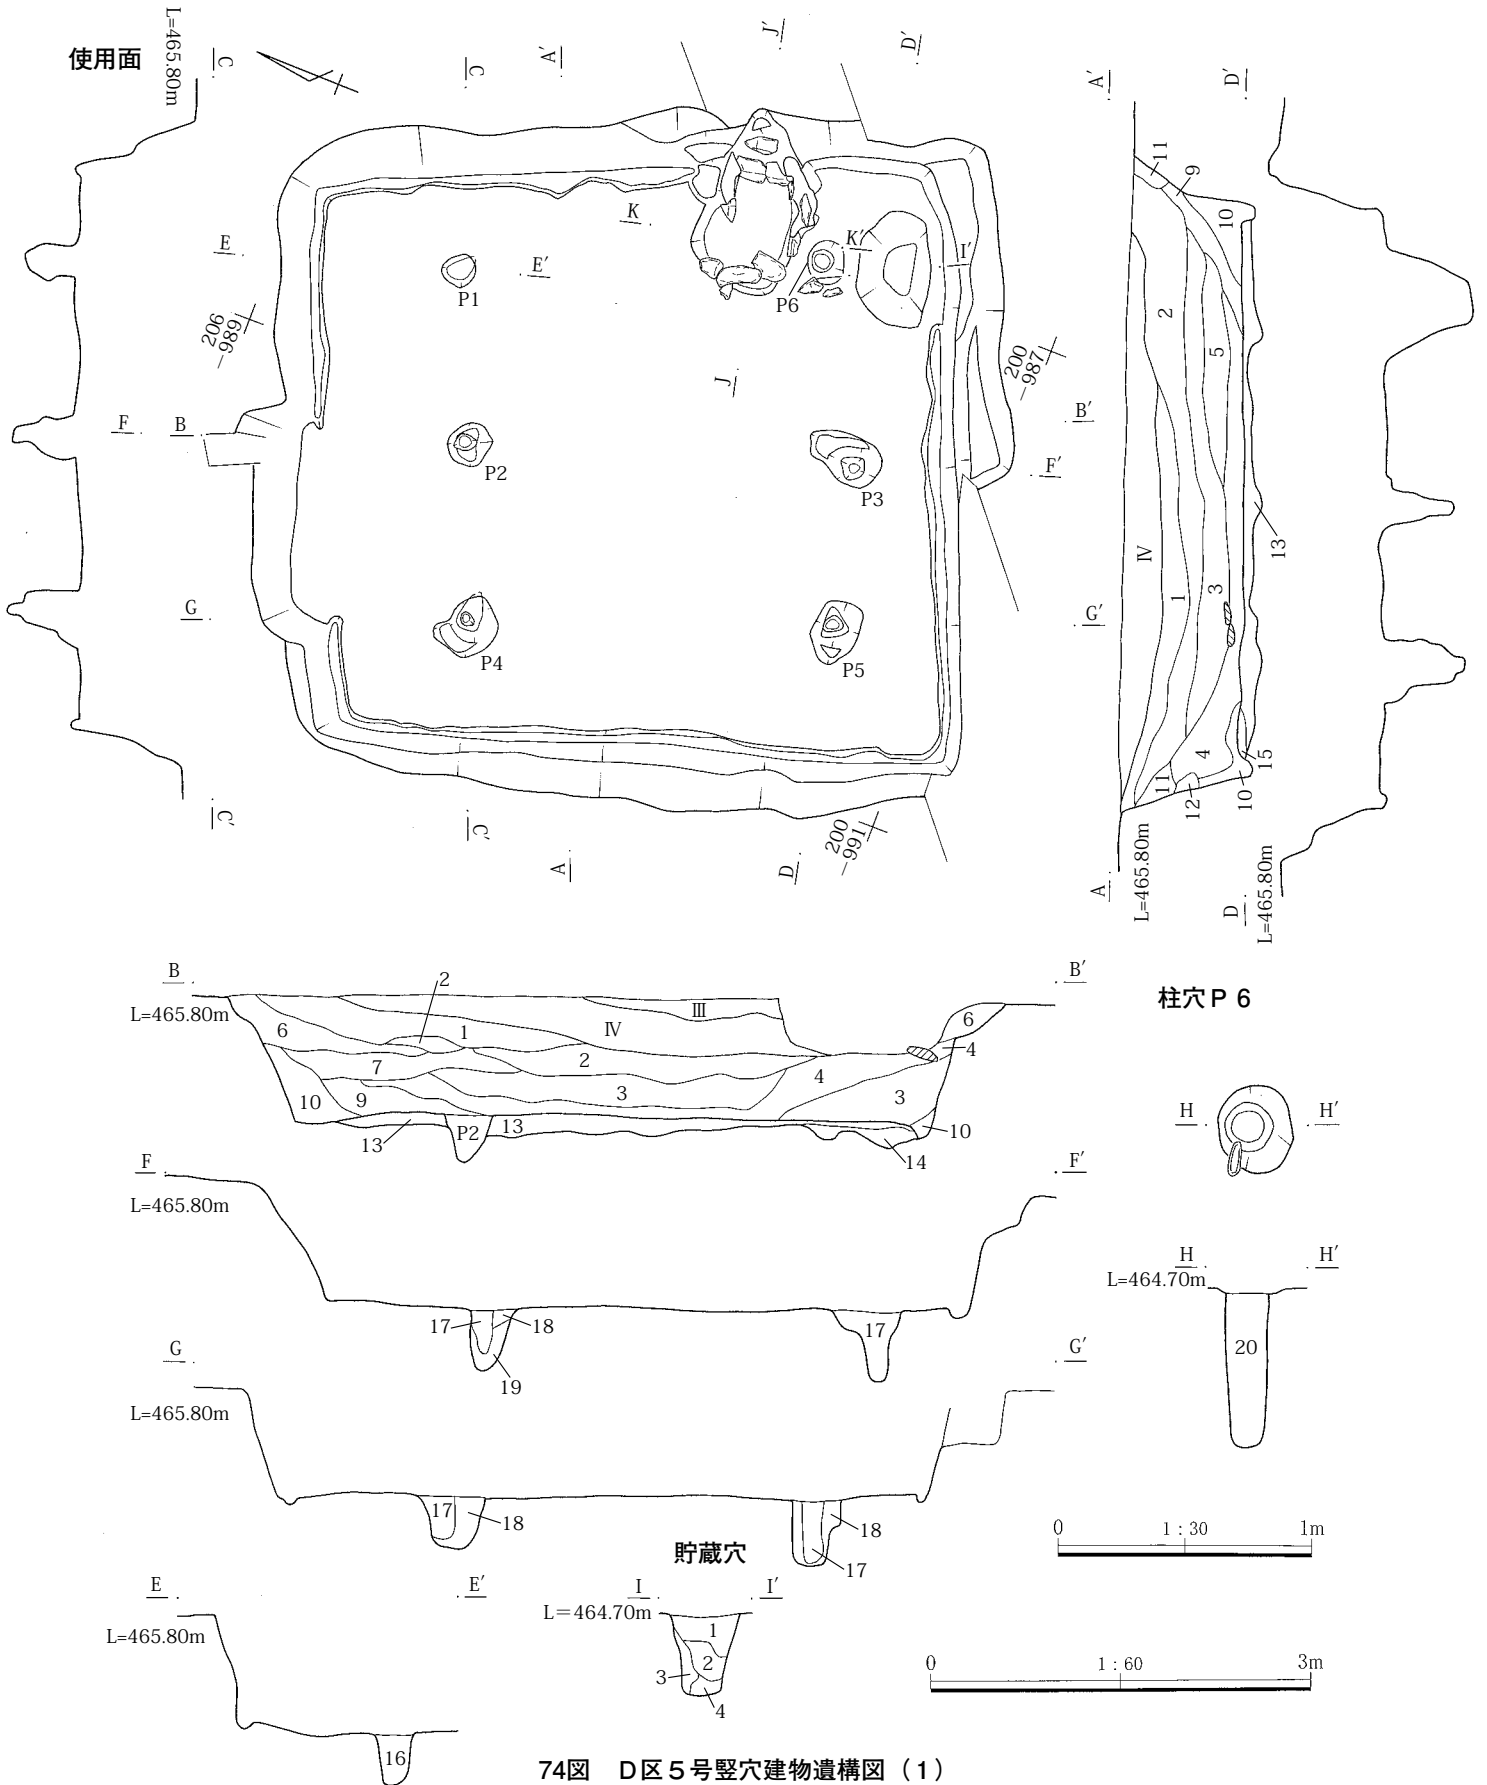 使用面
L=465.80m
C
C
A′
J′
D′
A′
D′
K
E
E′
K′
I′
P1
P6
206
-989
200
-987
J
F
B
B′
F′
P2
P3
G
G′
P4
P5
C′
C′
A
D
200
-991
11
9
10
2
5
Ⅳ
1
3
13
4
15
11
12
10
A
L=465.80m
D
L=465.80m
B
B′
L=465.80m
2
6
1
Ⅳ
Ⅲ
6
4
7
2
4
3
3
10
9
13
P2
13
10
14
F
F′
L=465.80m
17
18
19
17
G
G′
L=465.80m
17
18
18
17
E
E′
L=465.80m
16
貯蔵穴
I
I′
L＝464.70m
1
2
3
4
柱穴Ｐ６
H
H′
H
H′
L=464.70m
20
0
1：30
1m
0
1：60
3m
74図　Ｄ区５号竪穴建物遺構図（１）